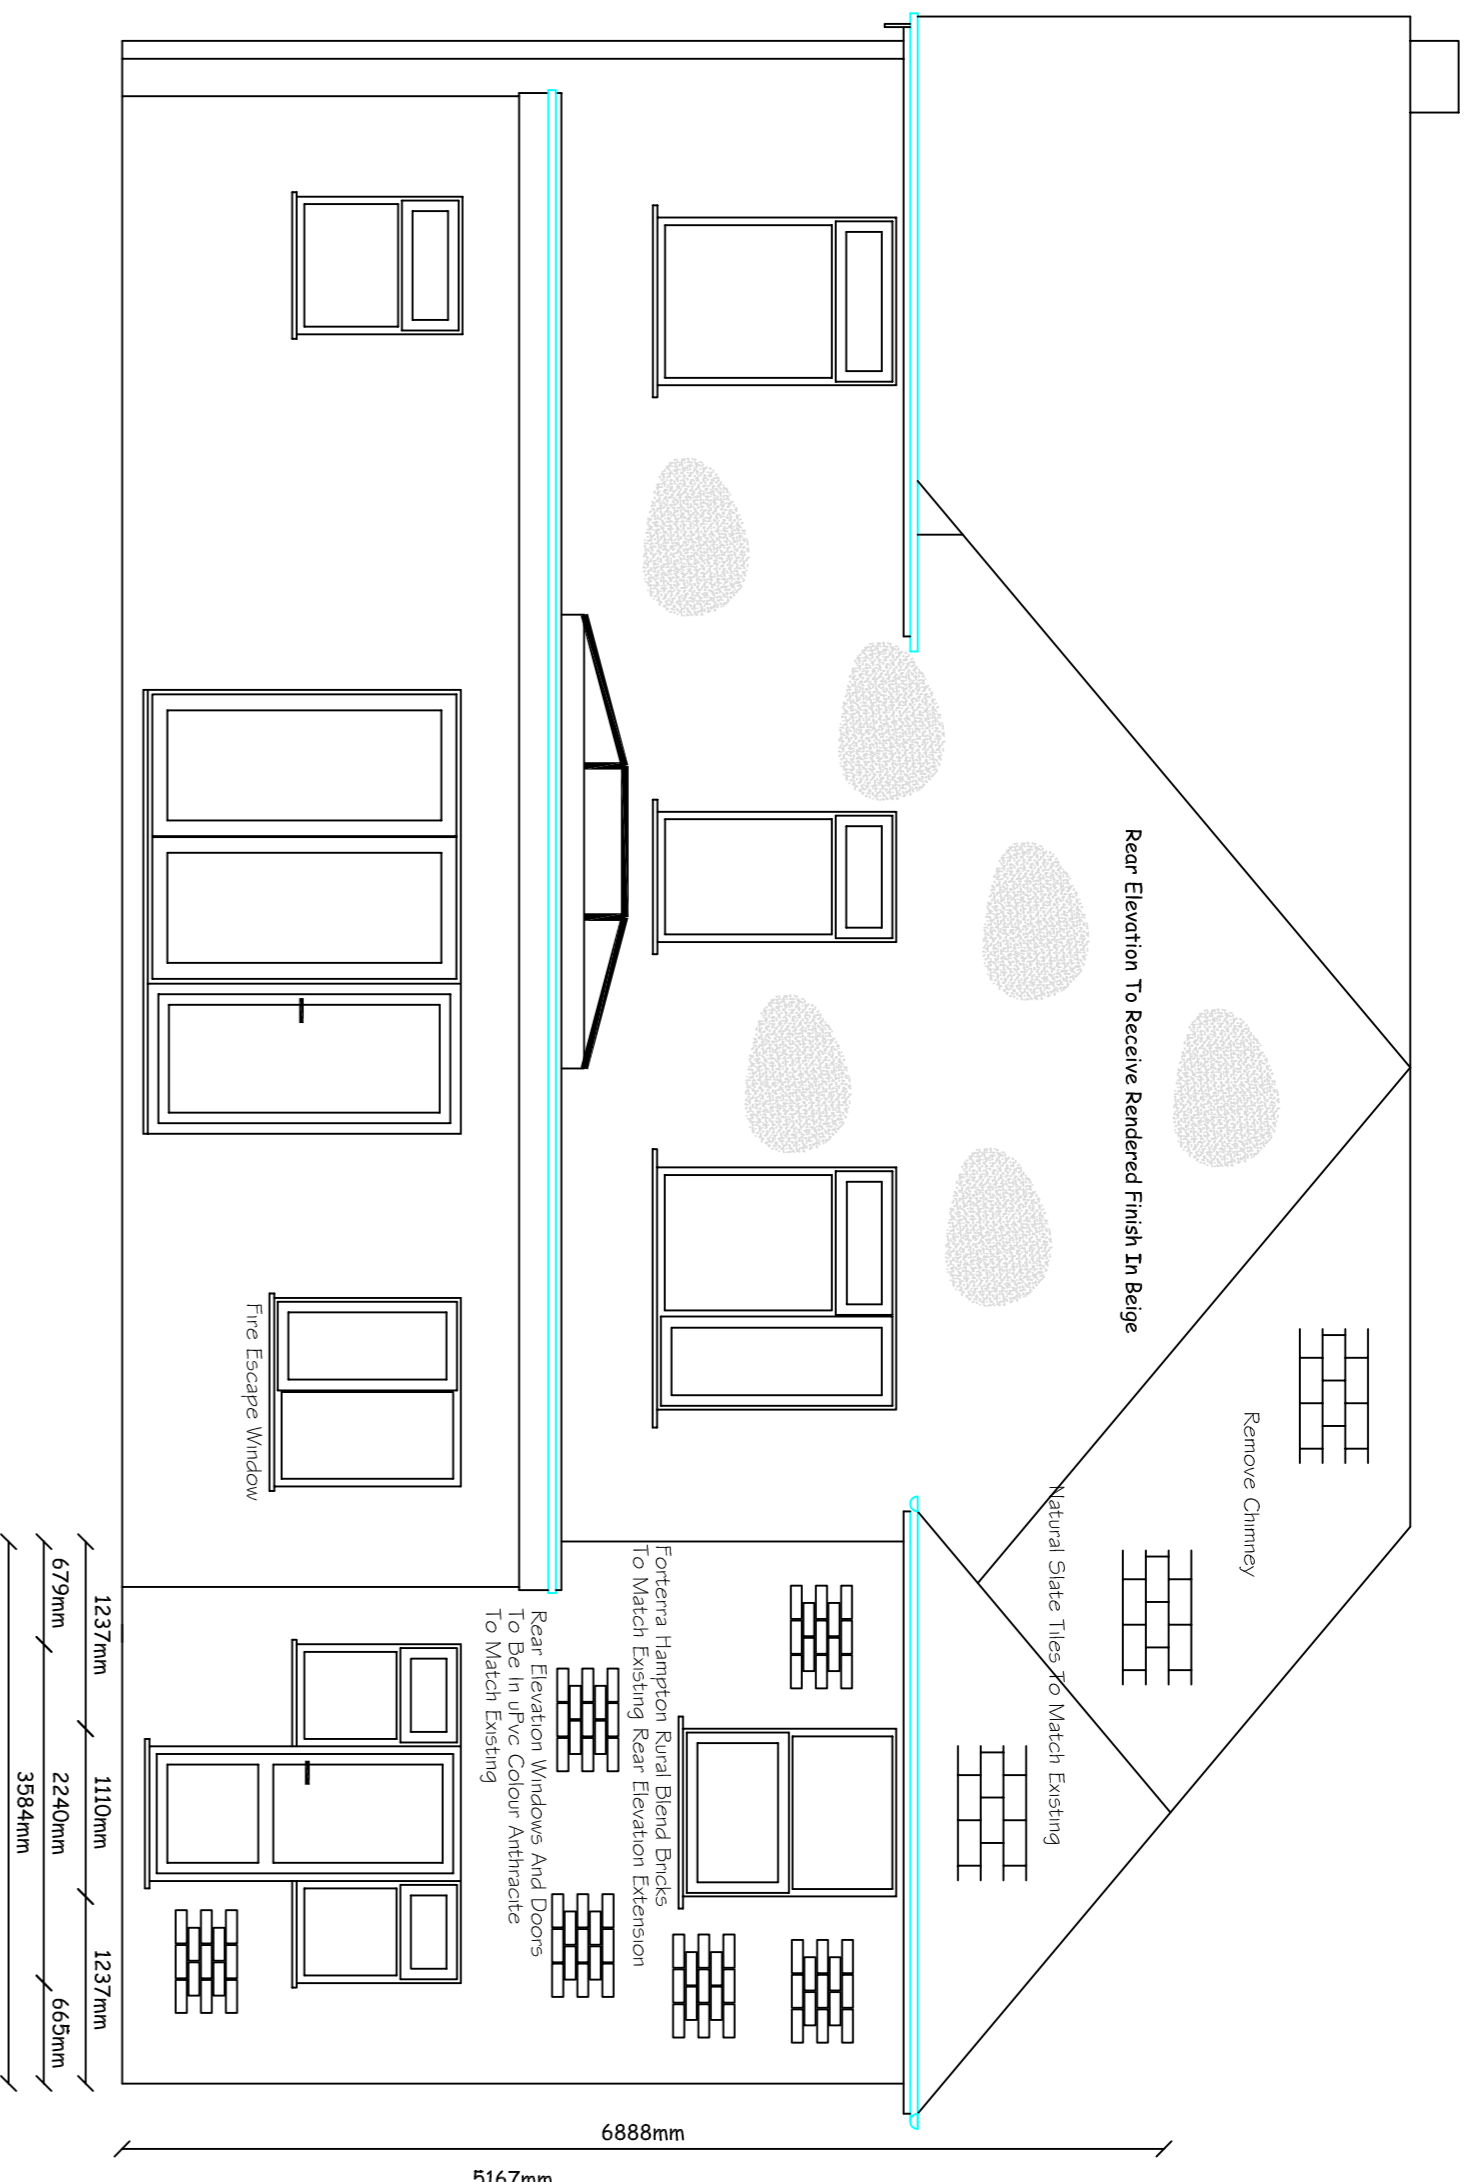 Rear Elevation To Receive Rendered Finish In Beige
Remove Chimney
Natural Slate Tiles To Match Existing
Forterra Hampton Rural Blend Bricks
To Match Existing Rear Elevation Extension
Rear Elevation Windows And Doors
To Be In uPvc Colour Anthracite
To Match Existing
Fire Escape Window
1237mm
1110mm
1237mm
679mm
2240mm
665mm
3584mm
6888mm
5167mm